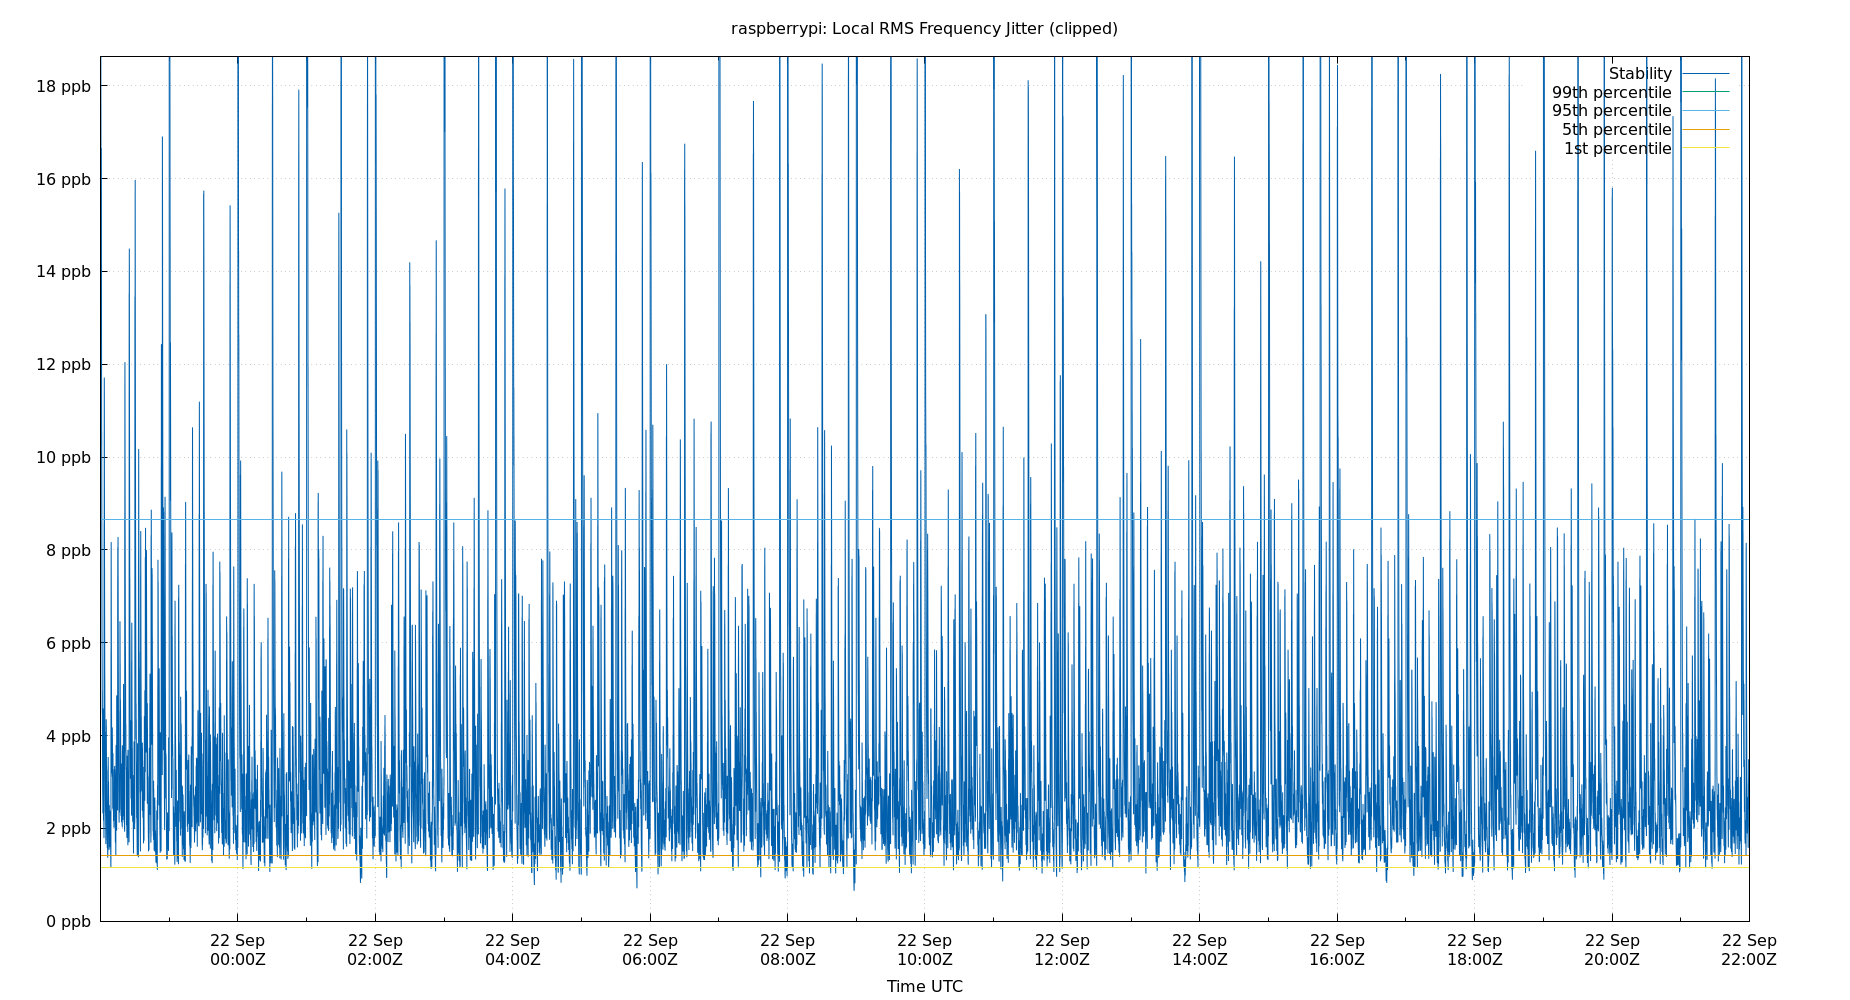 raspberrypi: Local RMS Frequency Jitter (clipped)
Stability
99th percentile
95th percentile
5th percentile
1st percentile
18 ppb
16 ppb
14 ppb
12 ppb
10 ppb
8 ppb
6 ppb
4 ppb
2 ppb
0 ppb
22 Sep 22 Sep 22 Sep 22 Sep 22 Sep 22 Sep 22 Sep 22 Sep 22 Sep 22 Sep 22 Sep 22 Sep
00:00Z 02:00Z 04:00Z 06:00Z 08:00Z 10:00Z 12:00Z 14:00Z 16:00Z 18:00Z 20:00Z 22:00Z
Time UTC